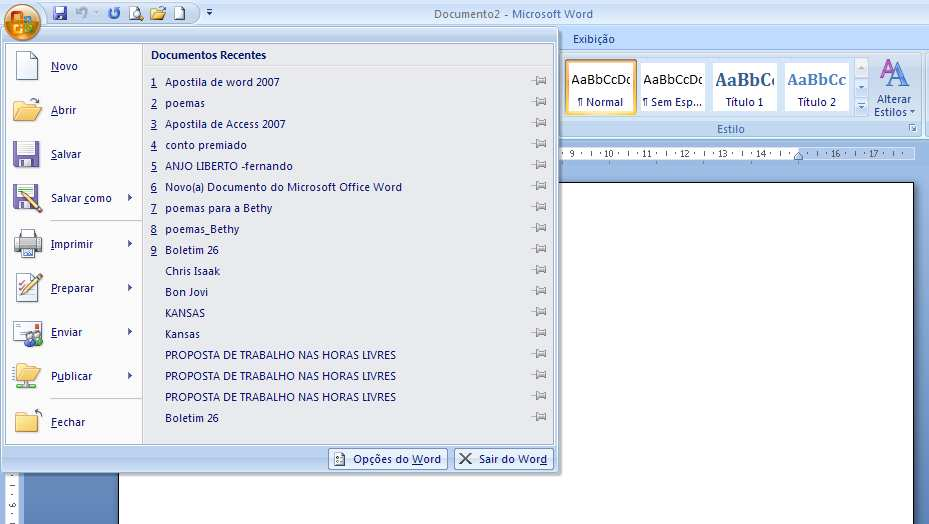 Documento2 - Microsoft Word
Exibição
Documentos Recentes
Novo
Abrir
Salvar
Salvar como
Imprimir
Preparar
Enviar
Publicar
Fechar
1 Apostila de word 2007
2 poemas
3 Apostila de Access 2007
4 conto premiado
5 ANJO LIBERTO -fernando
6 Novo(a) Documento do Microsoft Office Word
7 poemas para a Bethy
8 poemas_Bethy
9 Boletim 26
Chris Isaak
Bon Jovi
KANSAS
Kansas
PROPOSTA DE TRABALHO NAS HORAS LIVRES
PROPOSTA DE TRABALHO NAS HORAS LIVRES
PROPOSTA DE TRABALHO NAS HORAS LIVRES
Boletim 26
Opções do Word
Sair do Word
AaBbCcDc AaBbCcDc AaBbCc AaBbCc
¶ Normal ¶ Sem Esp... Título 1 Título 2
Alterar
Estilos
Estilo
9 10 11 12 13 14 16 17